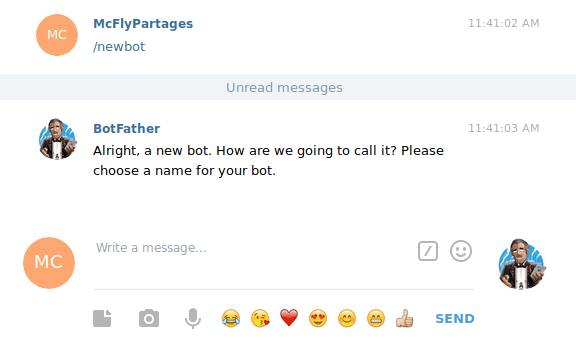 MC
McFlyPartages 11:41:02 AM
/newbot
Unread messages
BotFather 11:41:03 AM
Alright, a new bot. How are we going to call it? Please
choose a name for your bot.
MC
Write a message...
SEND